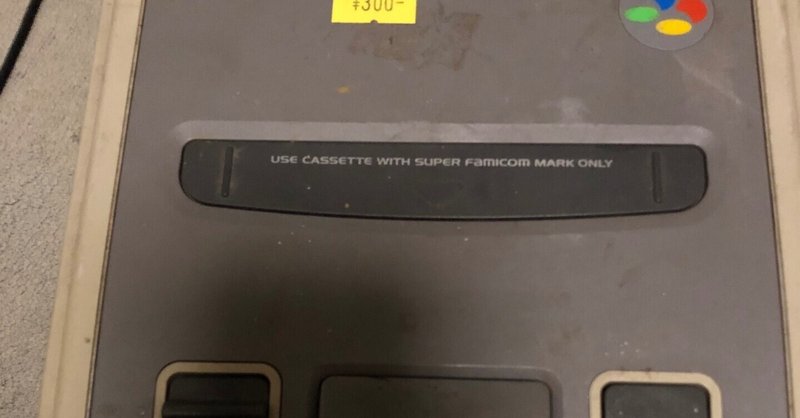 ¥300-
USE CASSETTE WITH SUPER Famicom MARK ONLY